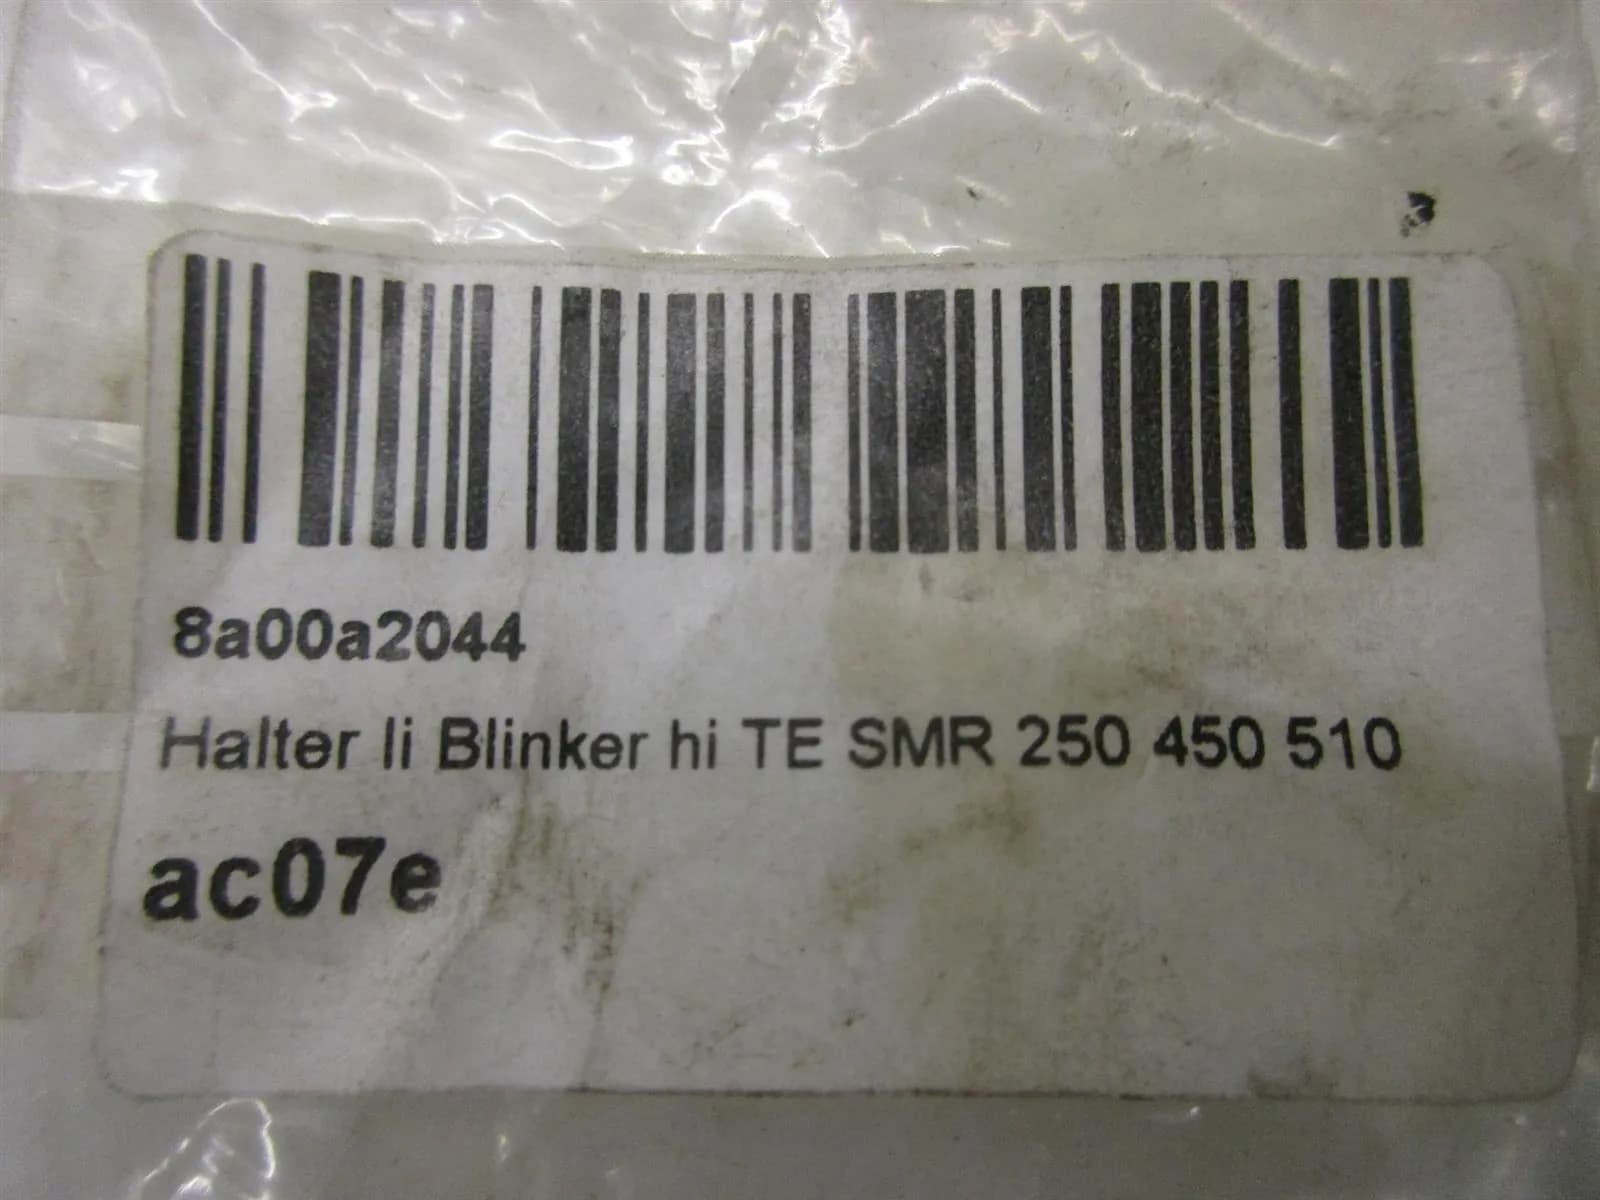 8a00a2044
Halter li Blinker hi TE SMR 250 450 510
ac07e